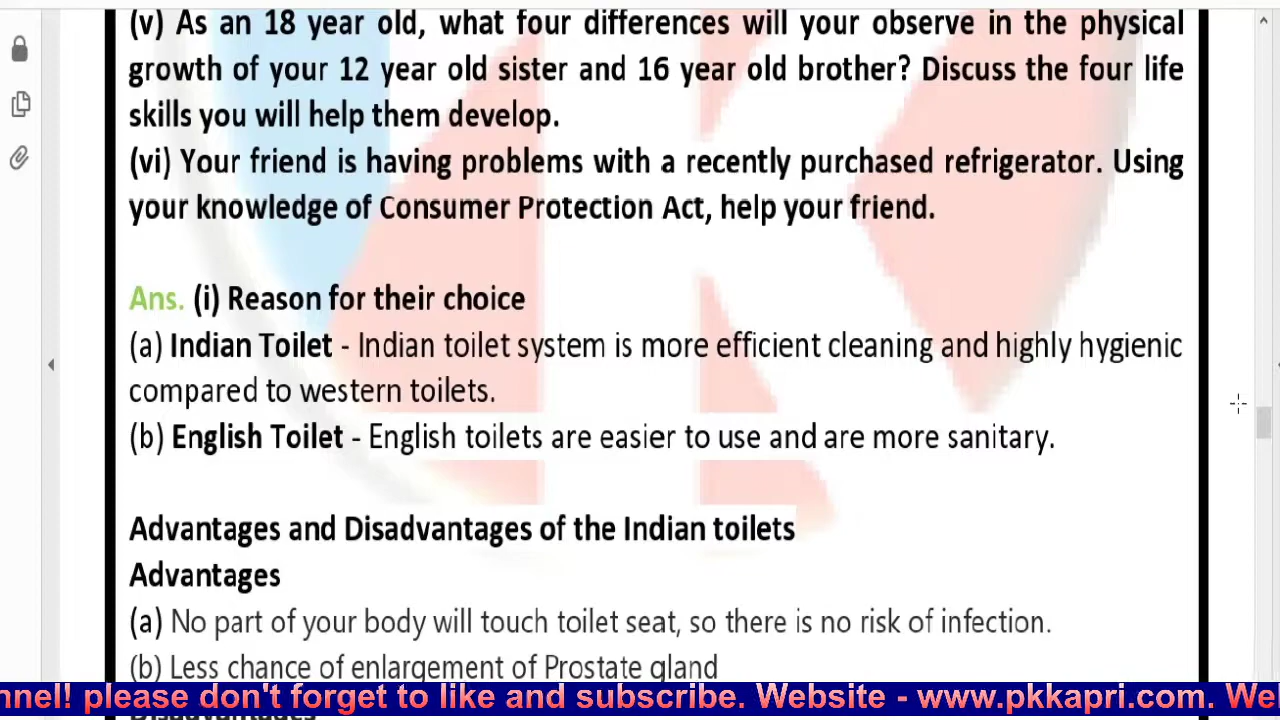 (v) As an 18 year old, what four differences will your observe in the physical
growth of your 12 year old sister and 16 year old brother? Discuss the four life
skills you will help them develop.
(vi) Your friend is having problems with a recently purchased refrigerator. Using
your knowledge of Consumer Protection Act, help your friend.
Ans. (i) Reason for their choice
(a) Indian Toilet - Indian toilet system is more efficient cleaning and highly hygienic
compared to western toilets.
(b) English Toilet - English toilets are easier to use and are more sanitary.
Advantages and Disadvantages of the Indian toilets
Advantages
(a) No part of your body will touch toilet seat, so there is no risk of infection.
(b) Less chance of enlargement of Prostate gland
nnel! please don't forget to like and subscribe. Website - www.pkkapri.com. We
Disadvantages